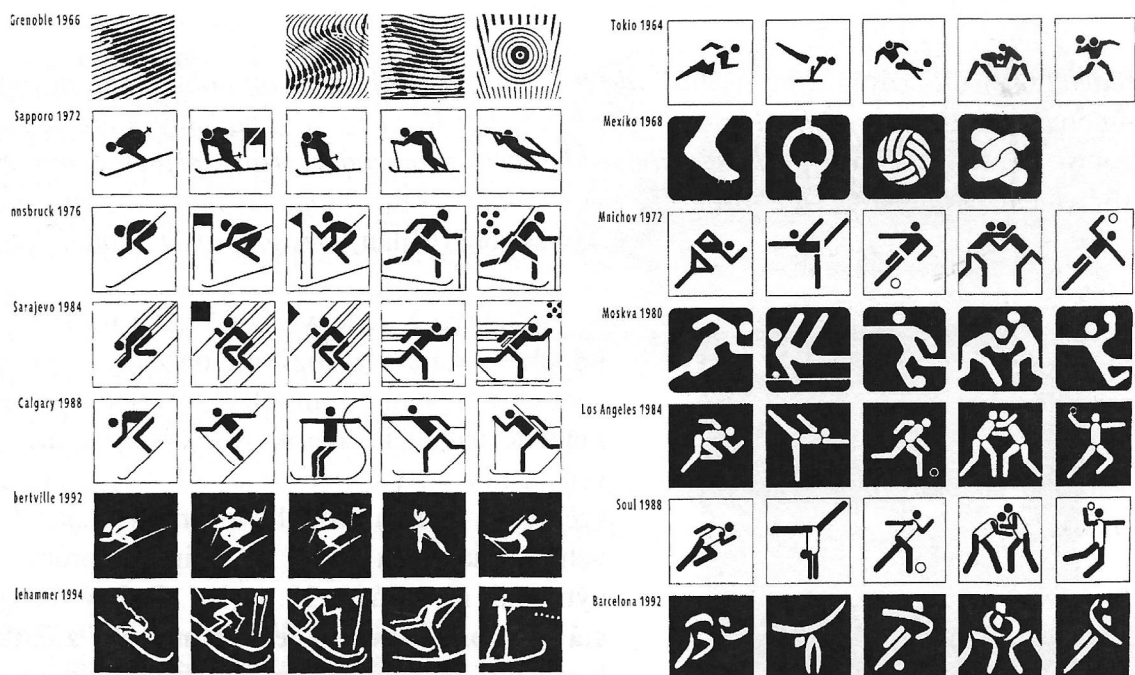 Grenoble 1966
Sapporo 1972
nnsbruck 1976
Sarajevo 1984
Calgary 1988
bertville 1992
lehammer 1994
Tokio 1964
Mexiko 1968
Mnichov 1972
Moskva 1980
Los Angeles 1984
Soul 1988
Barcelona 1992